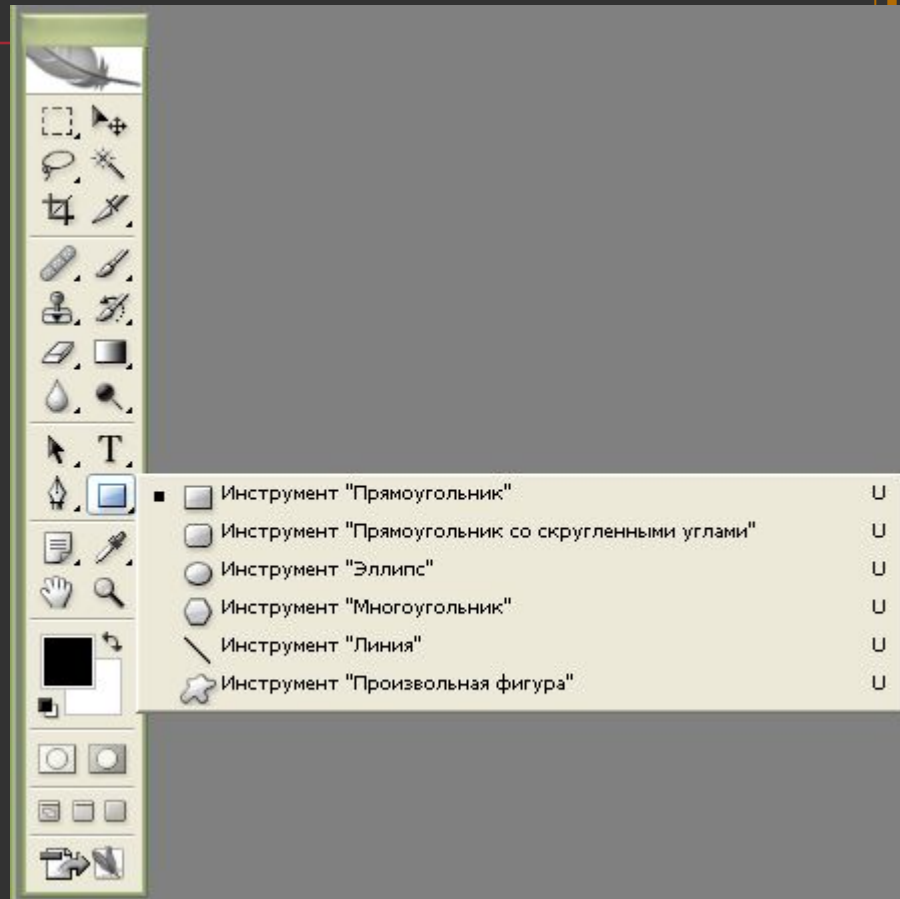 T
Инструмент "Прямоугольник" U
Инструмент "Прямоугольник со скругленными углами" U
Инструмент "Эллипс" U
Инструмент "Многоугольник" U
Инструмент "Линия" U
Инструмент "Произвольная фигура" U